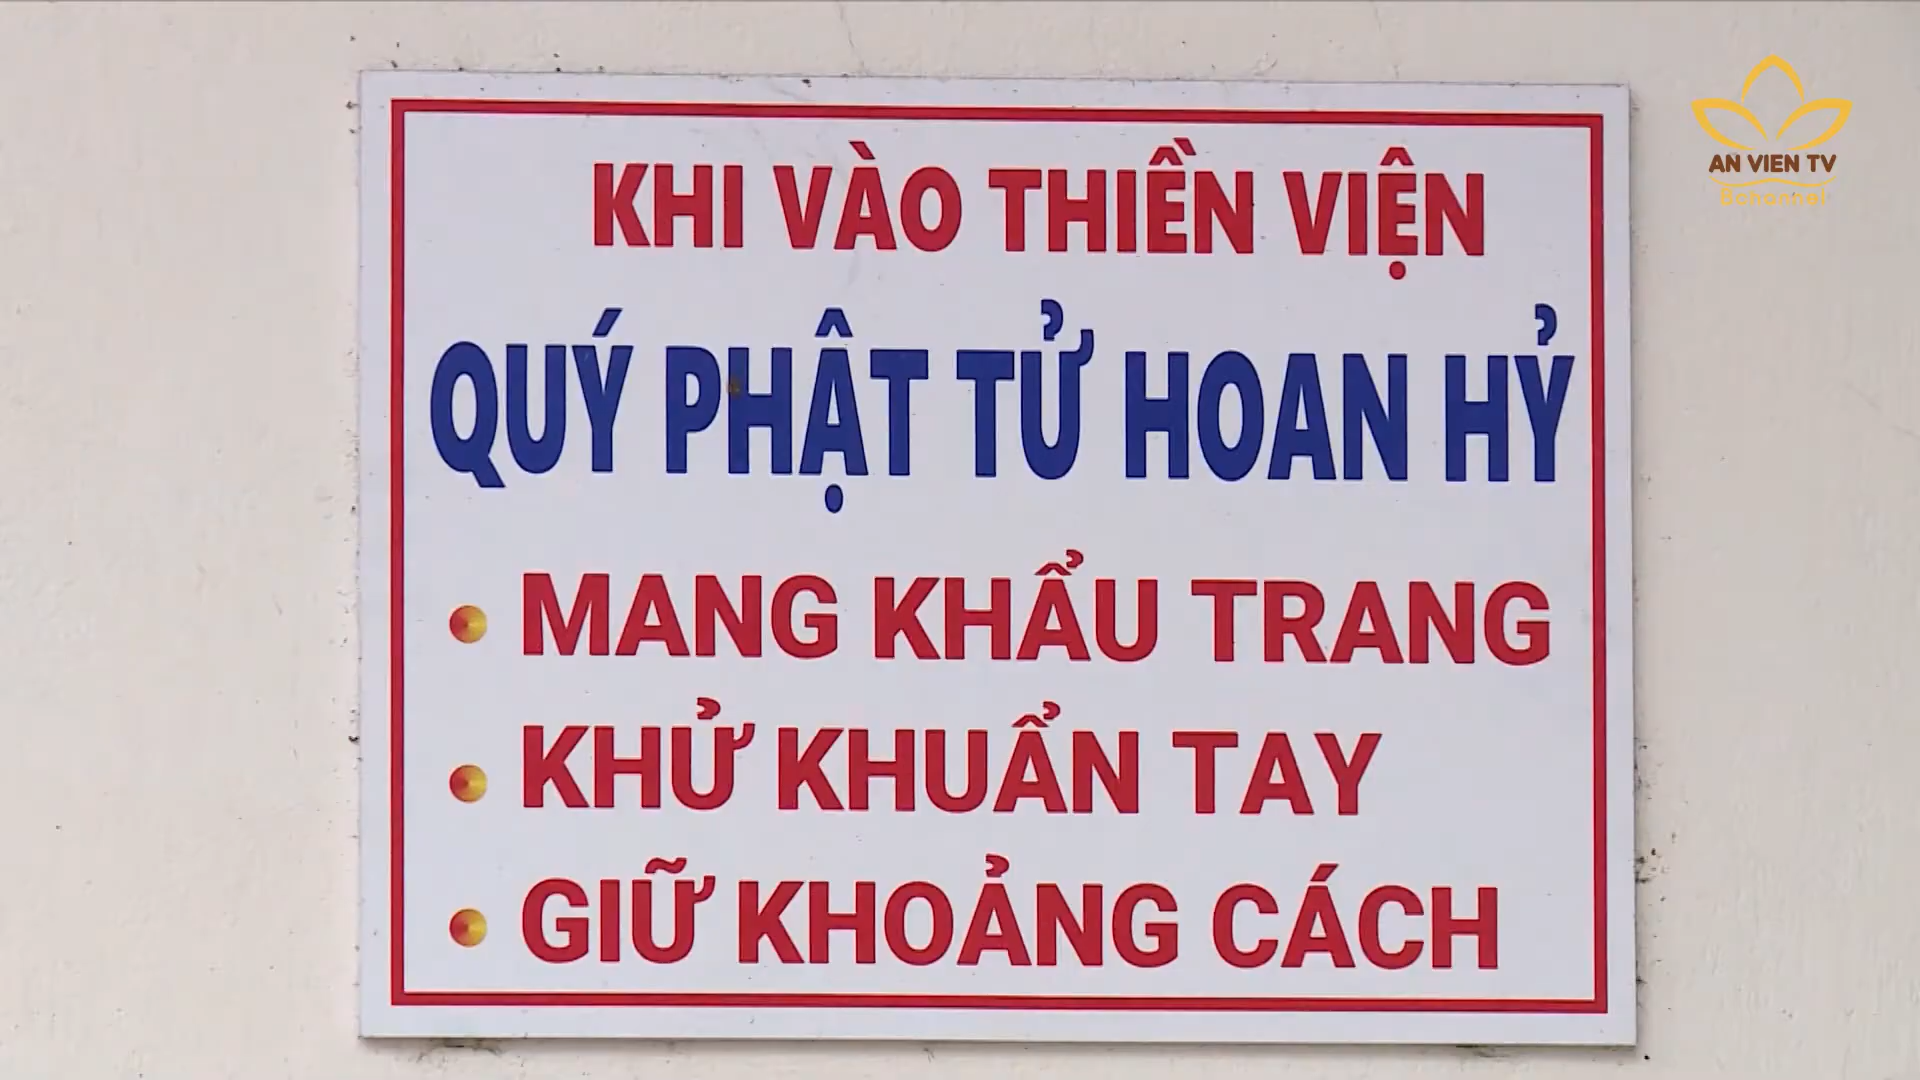 KHI VÀO THIỀN VIỆN
QUÝ PHẬT TỬ HOAN HỶ
MANG KHẨU TRANG
KHỬ KHUẨN TAY
GIỮ KHOẢNG CÁCH
AN VIEN TV
Bchannel